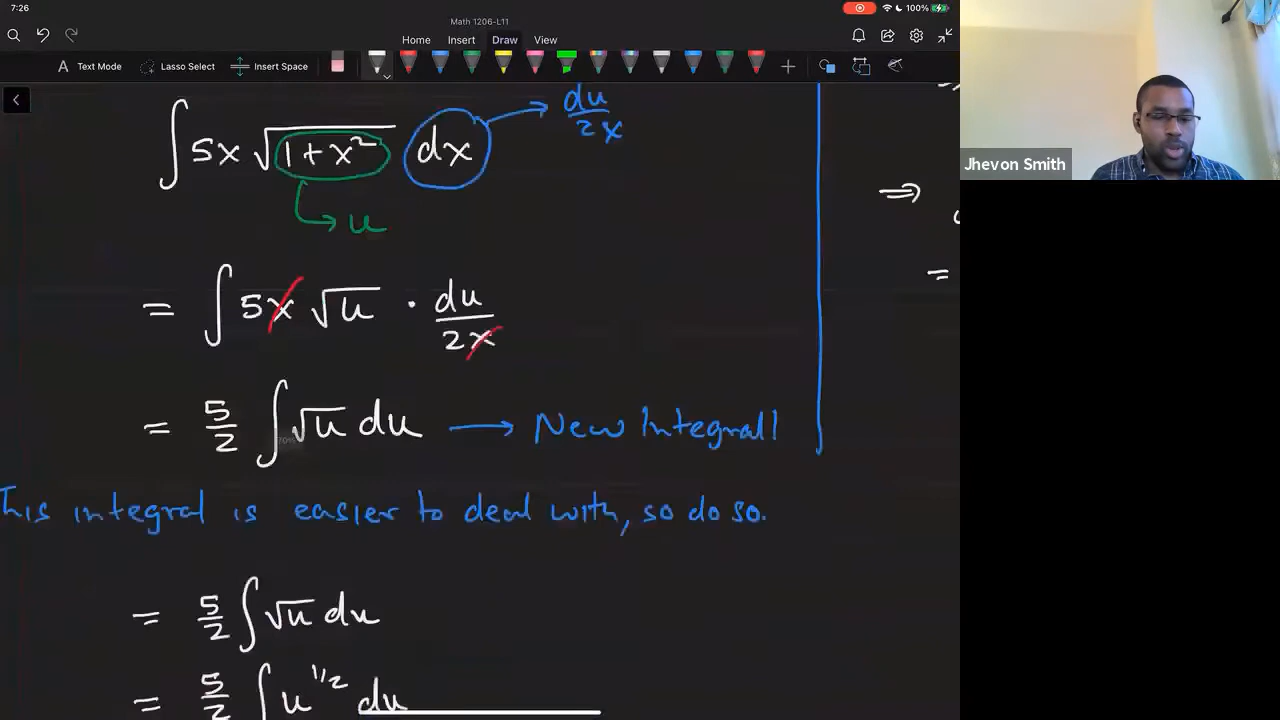 7:26
100%
Math 1206-L11
Home Insert Draw View
Text Mode Lasso Select Insert Space
∫ 5x √(1 + x²) dx → du/2x
→ u
= ∫ 5x √u · du/2x
= 5/2 ∫ √u du → New Integral!
This integral is easier to deal with, so do so.
= 5/2 ∫ √u du
= 5/2 ∫ u^1/2 du
⇒
=
Jhevon Smith